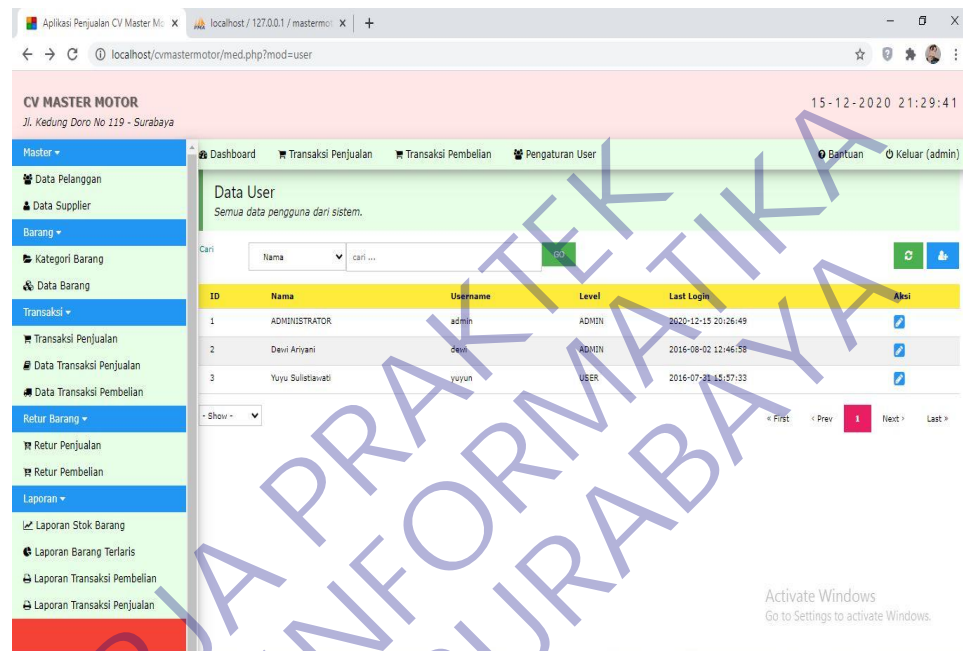 Aplikasi Penjualan CV Master Mo
localhost / 127.0.0.1 / mastermot
localhost/cvmastermotor/med.php?mod=user
CV MASTER MOTOR
Jl. Kedung Doro No 119 - Surabaya
15-12-2020 21:29:41
Master
Data Pelanggan
Data Supplier
Barang
Kategori Barang
Data Barang
Transaksi
Transaksi Penjualan
Data Transaksi Penjualan
Data Transaksi Pembelian
Retur Barang
Retur Penjualan
Retur Pembelian
Laporan
Laporan Stok Barang
Laporan Barang Terlaris
Laporan Transaksi Pembelian
Laporan Transaksi Penjualan
Dashboard Transaksi Penjualan Transaksi Pembelian Pengaturan User Bantuan Keluar (admin)
Data User
Semua data pengguna dari sistem.
Cari Nama cari ... GO
ID Nama Username Level Last Login Aksi
1 ADMINISTRATOR admin ADMIN 2020-12-15 20:26:49
2 Dewi Ariyani dewi ADMIN 2016-08-02 12:46:58
3 Yuyu Sulistiawati yuyun USER 2016-07-31 15:57:33
- Show - « First ‹ Prev 1 Next › Last »
Activate Windows
Go to Settings to activate Windows.
JA PRAKTEK
INFORMATIKA
SURABAYA